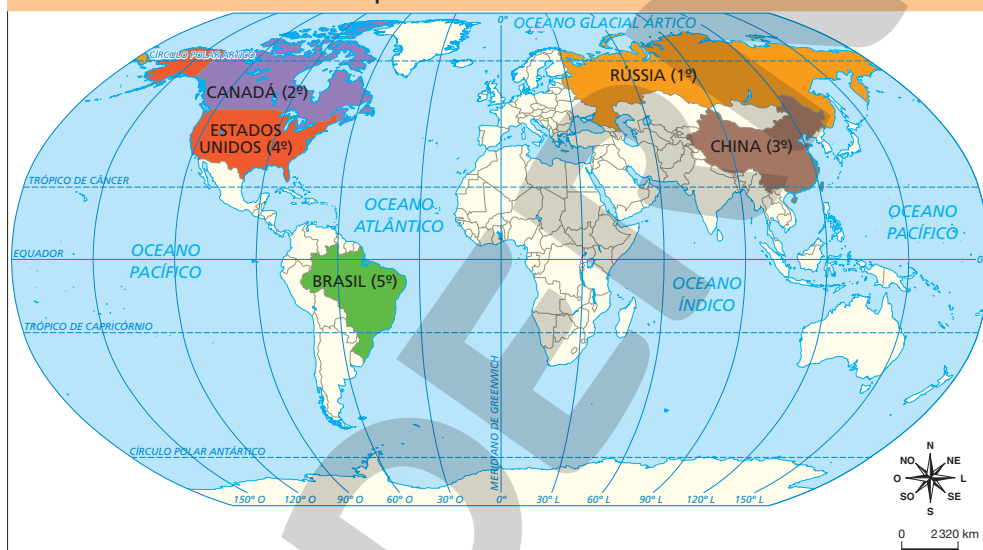 OCEANO GLACIAL ÁRTICO
0°
CÍRCULO POLAR ÁRTICO
RÚSSIA (1º)
CANADÁ (2º)
ESTADOS
UNIDOS (4º)
CHINA (3º)
TRÓPICO DE CÂNCER
OCEANO
ATLÂNTICO
OCEANO
PACÍFICO
OCEANO
PACÍFICO
EQUADOR
0°
BRASIL (5º)
OCEANO
ÍNDICO
TRÓPICO DE CAPRICÓRNIO
MERIDIANO DE GREENWICH
CÍRCULO POLAR ANTÁRTICO
150° O 120° O 90° O 60° O 30° O 0° 30° L 60° L 90° L 120° L 150° L
N
NO NE
O L
SO SE
S
0 2 320 km